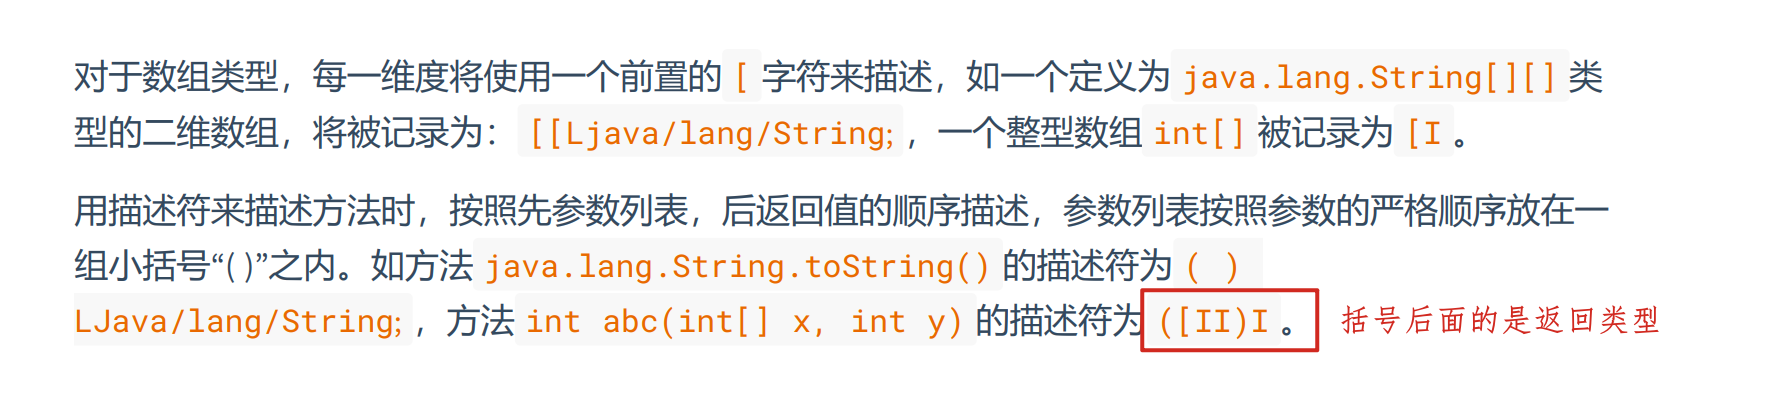 对于数组类型，每一维度将使用一个前置的 [ 字符来描述，如一个定义为 java.lang.String[][] 类
型的二维数组，将被记录为： [[Ljava/lang/String; ，一个整型数组 int[] 被记录为 [I 。
用描述符来描述方法时，按照先参数列表，后返回值的顺序描述，参数列表按照参数的严格顺序放在一
组小括号“( )”之内。如方法 java.lang.String.toString() 的描述符为 ( )
LJava/lang/String; ，方法 int abc(int[] x, int y) 的描述符为 ([II)I 。 括号后面的是返回类型